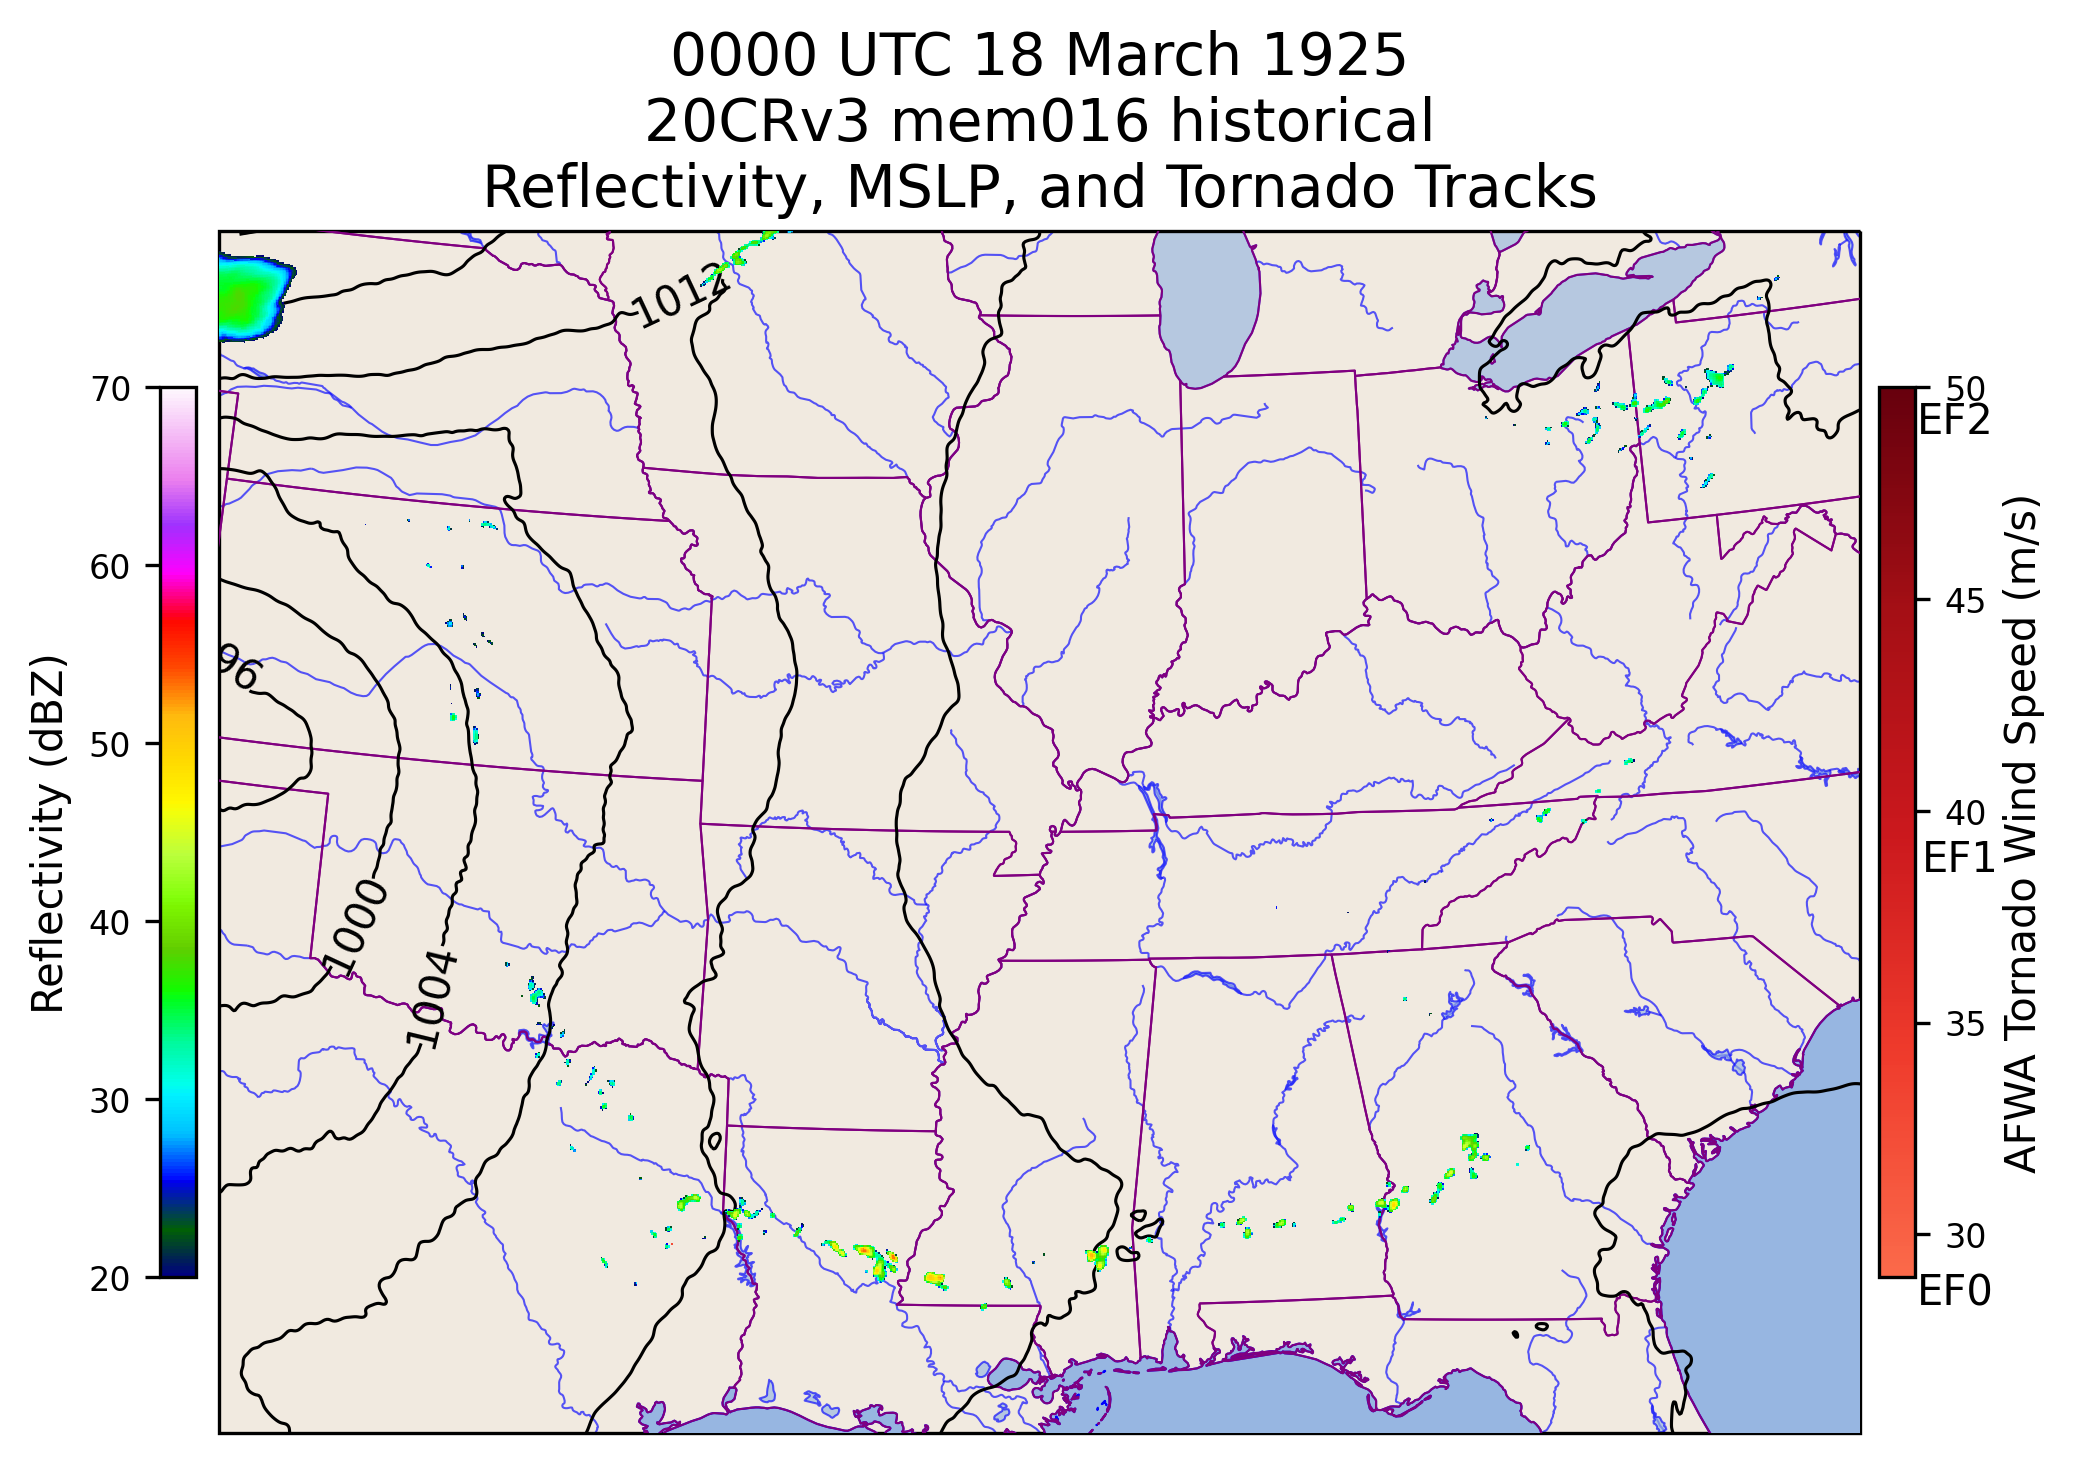 0000 UTC 18 March 1925
20CRv3 mem016 historical
Reflectivity, MSLP, and Tornado Tracks
1012
96
1000
1004
70
60
50
40
30
20
Reflectivity (dBZ)
50
EF2
45
40
EF1
35
30
EF0
AFWA Tornado Wind Speed (m/s)